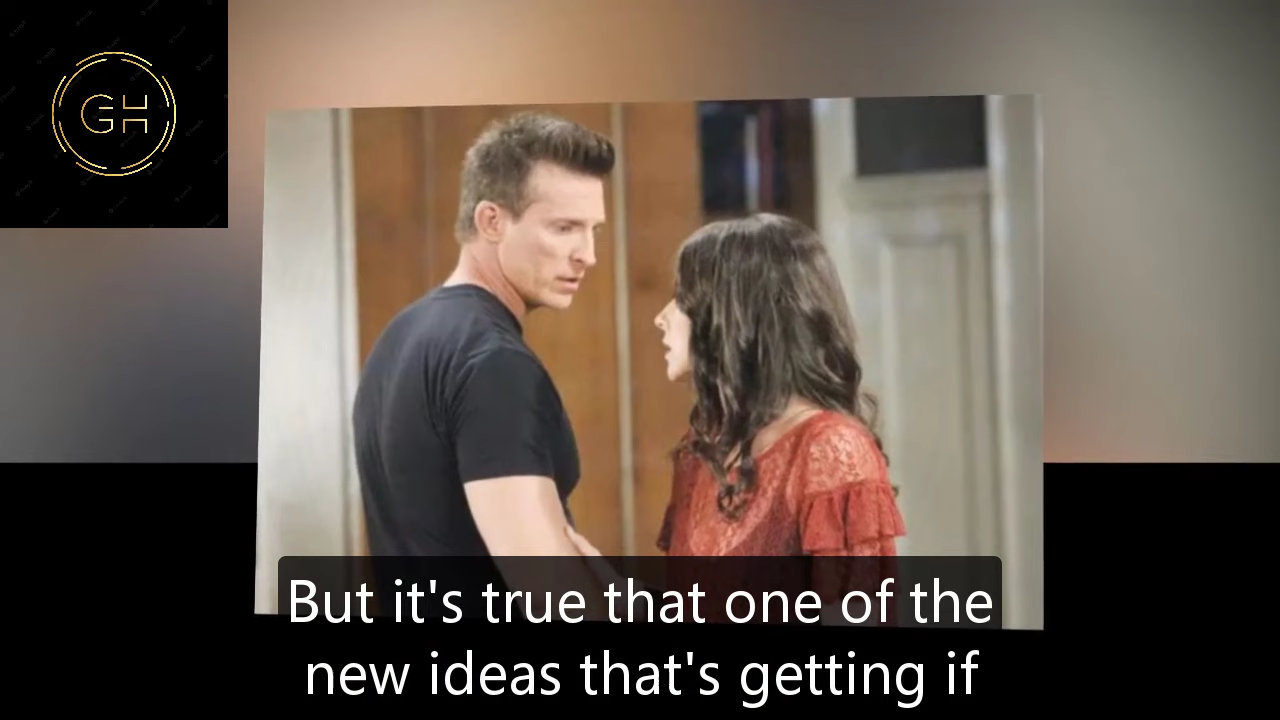 GH
But it's true that one of the
new ideas that's getting if